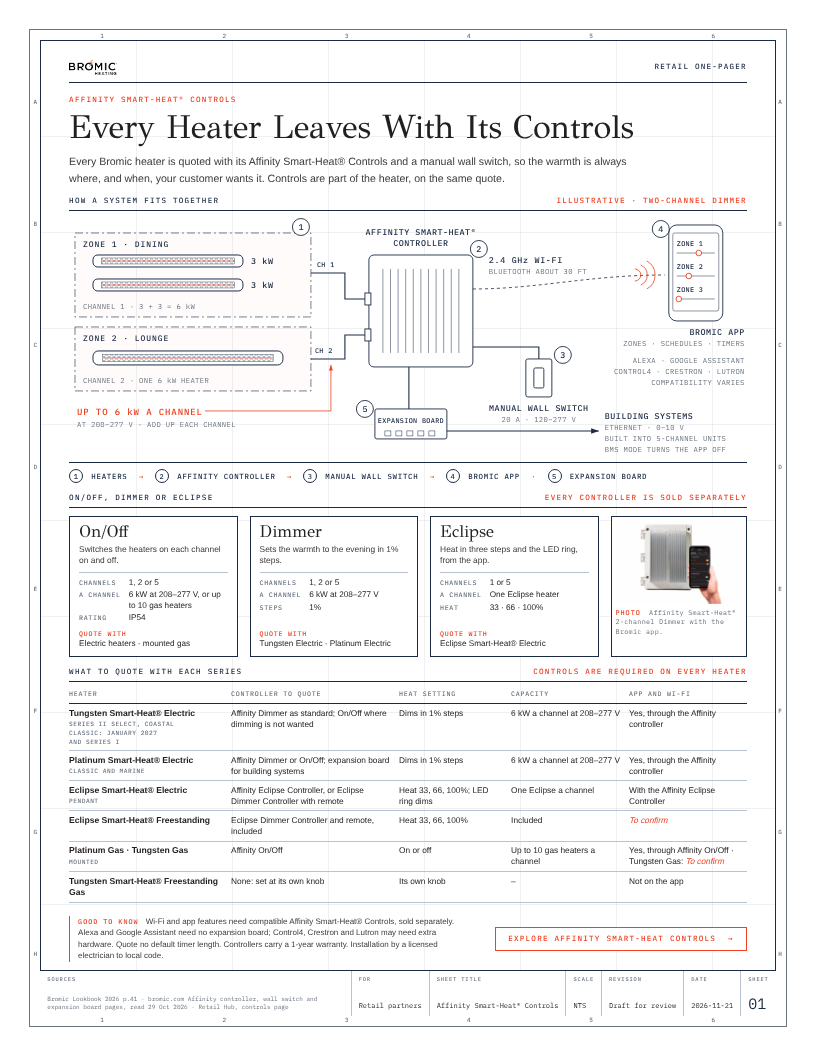 1 2 3 4 5 6
BROMIC
HEATING
RETAIL ONE-PAGER
AFFINITY SMART-HEAT® CONTROLS
Every Heater Leaves With Its Controls
Every Bromic heater is quoted with its Affinity Smart-Heat® Controls and a manual wall switch, so the warmth is always
where, and when, your customer wants it. Controls are part of the heater, on the same quote.
HOW A SYSTEM FITS TOGETHER
ILLUSTRATIVE · TWO-CHANNEL DIMMER
1
ZONE 1 · DINING
3 kW
3 kW
CHANNEL 1 · 3 + 3 = 6 kW
CH 1
ZONE 2 · LOUNGE
CHANNEL 2 · ONE 6 kW HEATER
CH 2
UP TO 6 kW A CHANNEL
AT 208–277 V · ADD UP EACH CHANNEL
AFFINITY SMART-HEAT®
CONTROLLER
2
2.4 GHz WI-FI
BLUETOOTH ABOUT 30 FT
4
ZONE 1
ZONE 2
ZONE 3
BROMIC APP
ZONES · SCHEDULES · TIMERS
ALEXA · GOOGLE ASSISTANT
CONTROL4 · CRESTRON · LUTRON
COMPATIBILITY VARIES
3
MANUAL WALL SWITCH
20 A · 120–277 V
5
EXPANSION BOARD
BUILDING SYSTEMS
ETHERNET · 0–10 V
BUILT INTO 5-CHANNEL UNITS
BMS MODE TURNS THE APP OFF
1 HEATERS → 2 AFFINITY CONTROLLER → 3 MANUAL WALL SWITCH → 4 BROMIC APP · 5 EXPANSION BOARD
ON/OFF, DIMMER OR ECLIPSE
EVERY CONTROLLER IS SOLD SEPARATELY
On/Off
Switches the heaters on each channel
on and off.
CHANNELS 1, 2 or 5
A CHANNEL 6 kW at 208–277 V, or up
to 10 gas heaters
RATING IP54
QUOTE WITH
Electric heaters · mounted gas
Dimmer
Sets the warmth to the evening in 1%
steps.
CHANNELS 1, 2 or 5
A CHANNEL 6 kW at 208–277 V
STEPS 1%
QUOTE WITH
Tungsten Electric · Platinum Electric
Eclipse
Heat in three steps and the LED ring,
from the app.
CHANNELS 1 or 5
A CHANNEL One Eclipse heater
HEAT 33 · 66 · 100%
QUOTE WITH
Eclipse Smart-Heat® Electric
PHOTO Affinity Smart-Heat®
2-channel Dimmer with the
Bromic app.
WHAT TO QUOTE WITH EACH SERIES
CONTROLS ARE REQUIRED ON EVERY HEATER
HEATER CONTROLLER TO QUOTE HEAT SETTING CAPACITY APP AND WI-FI
Tungsten Smart-Heat® Electric
SERIES II SELECT, COASTAL
CLASSIC: JANUARY 2027
AND SERIES I
Affinity Dimmer as standard; On/Off where
dimming is not wanted
Dims in 1% steps
6 kW a channel at 208–277 V
Yes, through the Affinity
controller
Platinum Smart-Heat® Electric
CLASSIC AND MARINE
Affinity Dimmer or On/Off; expansion board
for building systems
Dims in 1% steps
6 kW a channel at 208–277 V
Yes, through the Affinity
controller
Eclipse Smart-Heat® Electric
PENDANT
Affinity Eclipse Controller, or Eclipse
Dimmer Controller with remote
Heat 33, 66, 100%; LED
ring dims
One Eclipse a channel
With the Affinity Eclipse
Controller
Eclipse Smart-Heat® Freestanding
Eclipse Dimmer Controller and remote,
included
Heat 33, 66, 100%
Included
To confirm
Platinum Gas · Tungsten Gas
MOUNTED
Affinity On/Off
On or off
Up to 10 gas heaters a
channel
Yes, through Affinity On/Off ·
Tungsten Gas: To confirm
Tungsten Smart-Heat® Freestanding
Gas
None: set at its own knob
Its own knob
–
Not on the app
GOOD TO KNOW Wi-Fi and app features need compatible Affinity Smart-Heat® Controls, sold separately.
Alexa and Google Assistant need no expansion board; Control4, Crestron and Lutron may need extra
hardware. Quote no default timer length. Controllers carry a 1-year warranty. Installation by a licensed
electrician to local code.
EXPLORE AFFINITY SMART-HEAT CONTROLS →
SOURCES
Bromic Lookbook 2026 p.41 · bromic.com Affinity controller, wall switch and
expansion board pages, read 29 Oct 2026 · Retail Hub, controls page
FOR
Retail partners
SHEET TITLE
Affinity Smart-Heat® Controls
SCALE
NTS
REVISION
Draft for review
DATE
2026-11-21
SHEET
01
1 2 3 4 5 6
A
B
C
D
E
F
G
H
A
B
C
D
E
F
G
H